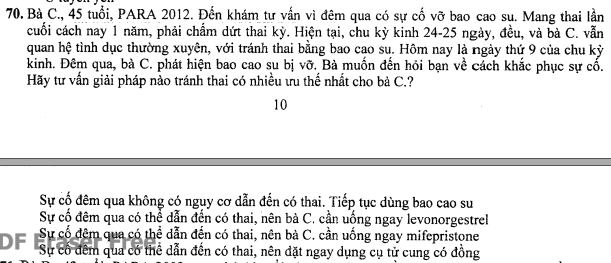 70. Bà C., 45 tuổi, PARA 2012. Đến khám tư vấn vì đêm qua có sự cố vỡ bao cao su. Mang thai lần
cuối cách nay 1 năm, phải chấm dứt thai kỳ. Hiện tại, chu kỳ kinh 24-25 ngày, đều, và bà C. vẫn
quan hệ tình dục thường xuyên, với tránh thai bằng bao cao su. Hôm nay là ngày thứ 9 của chu kỳ
kinh. Đêm qua, bà C. phát hiện bao cao su bị vỡ. Bà muốn đến hỏi bạn về cách khắc phục sự cố.
Hãy tư vấn giải pháp nào tránh thai có nhiều ưu thế nhất cho bà C.?
10
Sự cố đêm qua không có nguy cơ dẫn đến có thai. Tiếp tục dùng bao cao su
Sự cố đêm qua có thể dẫn đến có thai, nên bà C. cần uống ngay levonorgestrel
Sự cố đêm qua có thể dẫn đến có thai, nên bà C. cần uống ngay mifepristone
DF Eraser Free
Sự cố đêm qua có thể dẫn đến có thai, nên đặt ngay dụng cụ tử cung có đồng